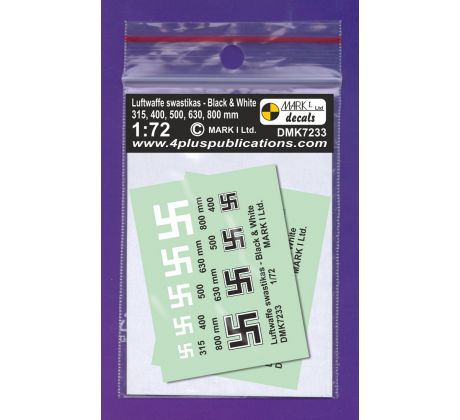 Luftwaffe swastikas - Black & White
315, 400, 500, 630, 800 mm
1:72 © MARK I Ltd.
MARK I Ltd.
decals
DMK7233
www.4pluspublications.com
315 400 500 630 800 mm
800 mm 630 mm 500 400
Luftwaffe swastikas - Black & White
MARK I Ltd.
1/72
DMK7233
& White
Ltd.